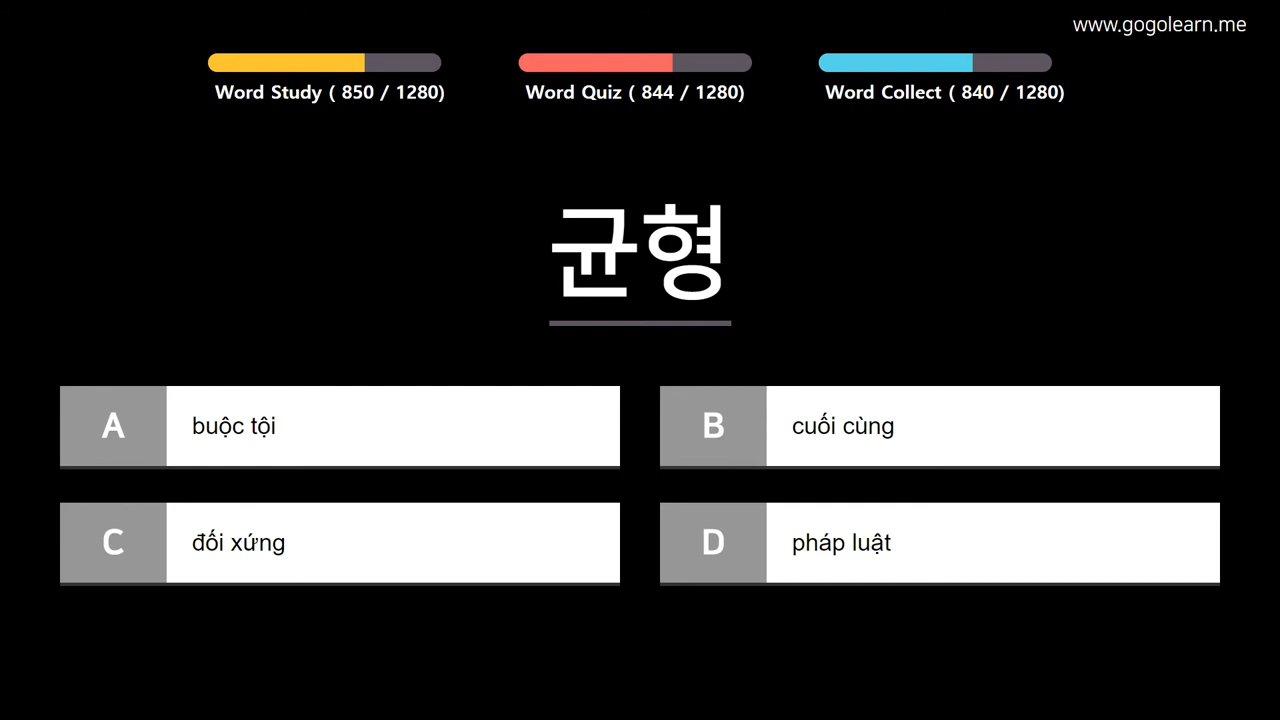 www.gogolearn.me
Word Study ( 850 / 1280)
Word Quiz ( 844 / 1280)
Word Collect ( 840 / 1280)
균형
A
buộc tội
B
cuối cùng
C
đối xứng
D
pháp luật